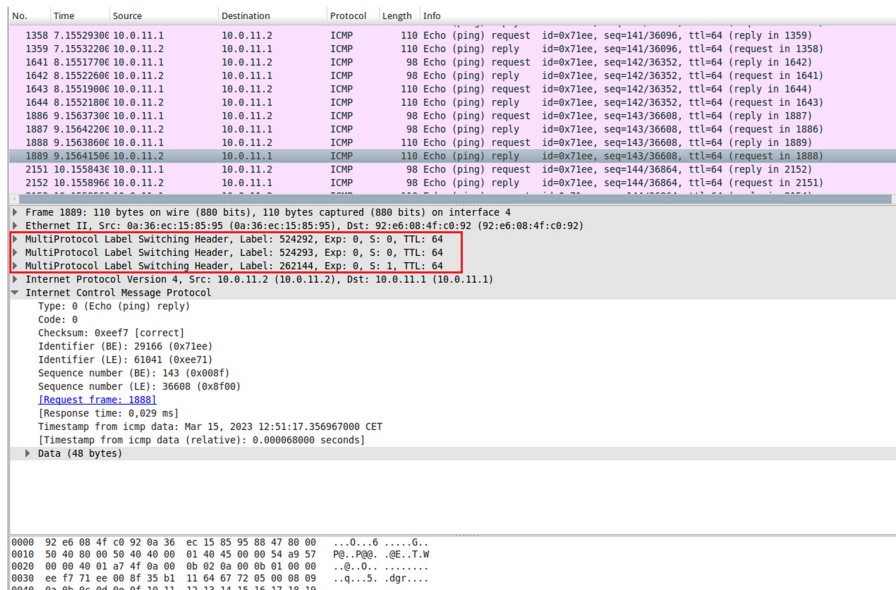 No. Time Source Destination Protocol Length Info
1358 7.15529300 10.0.11.1 10.0.11.2 ICMP 110 Echo (ping) request id=0x71ee, seq=141/36096, ttl=64 (reply in 1359)
1359 7.15532200 10.0.11.2 10.0.11.1 ICMP 110 Echo (ping) reply id=0x71ee, seq=141/36096, ttl=64 (request in 1358)
1641 8.15517700 10.0.11.1 10.0.11.2 ICMP 98 Echo (ping) request id=0x71ee, seq=142/36352, ttl=64 (reply in 1642)
1642 8.15522600 10.0.11.2 10.0.11.1 ICMP 98 Echo (ping) reply id=0x71ee, seq=142/36352, ttl=64 (request in 1641)
1643 8.15519000 10.0.11.1 10.0.11.2 ICMP 110 Echo (ping) request id=0x71ee, seq=142/36352, ttl=64 (reply in 1644)
1644 8.15521800 10.0.11.2 10.0.11.1 ICMP 110 Echo (ping) reply id=0x71ee, seq=142/36352, ttl=64 (request in 1643)
1886 9.15637300 10.0.11.1 10.0.11.2 ICMP 98 Echo (ping) request id=0x71ee, seq=143/36608, ttl=64 (reply in 1887)
1887 9.15642200 10.0.11.2 10.0.11.1 ICMP 98 Echo (ping) reply id=0x71ee, seq=143/36608, ttl=64 (request in 1886)
1888 9.15638600 10.0.11.1 10.0.11.2 ICMP 110 Echo (ping) request id=0x71ee, seq=143/36608, ttl=64 (reply in 1889)
1889 9.15641500 10.0.11.2 10.0.11.1 ICMP 110 Echo (ping) reply id=0x71ee, seq=143/36608, ttl=64 (request in 1888)
2151 10.1558430 10.0.11.1 10.0.11.2 ICMP 98 Echo (ping) request id=0x71ee, seq=144/36864, ttl=64 (reply in 2152)
2152 10.1558960 10.0.11.2 10.0.11.1 ICMP 98 Echo (ping) reply id=0x71ee, seq=144/36864, ttl=64 (request in 2151)
Frame 1889: 110 bytes on wire (880 bits), 110 bytes captured (880 bits) on interface 4
Ethernet II, Src: 0a:36:ec:15:85:95 (0a:36:ec:15:85:95), Dst: 92:e6:08:4f:c0:92 (92:e6:08:4f:c0:92)
MultiProtocol Label Switching Header, Label: 524292, Exp: 0, S: 0, TTL: 64
MultiProtocol Label Switching Header, Label: 524293, Exp: 0, S: 0, TTL: 64
MultiProtocol Label Switching Header, Label: 262144, Exp: 0, S: 1, TTL: 64
Internet Protocol Version 4, Src: 10.0.11.2 (10.0.11.2), Dst: 10.0.11.1 (10.0.11.1)
Internet Control Message Protocol
Type: 0 (Echo (ping) reply)
Code: 0
Checksum: 0xeef7 [correct]
Identifier (BE): 29166 (0x71ee)
Identifier (LE): 61041 (0xee71)
Sequence number (BE): 143 (0x008f)
Sequence number (LE): 36608 (0x8f00)
[Request frame: 1888]
[Response time: 0,029 ms]
Timestamp from icmp data: Mar 15, 2023 12:51:17.356967000 CET
[Timestamp from icmp data (relative): 0.000068000 seconds]
Data (48 bytes)
0000 92 e6 08 4f c0 92 0a 36 ec 15 85 95 88 47 80 00 ...O...6 .....G..
0010 50 40 80 00 50 40 40 00 01 40 45 00 00 54 a9 57 P@..P@@. .@E..T.W
0020 00 00 40 01 a7 4f 0a 00 0b 02 0a 00 0b 01 00 00 ..@..O.. ........
0030 ee f7 71 ee 00 8f 35 b1 11 64 67 72 05 00 08 09 ..q...5. .dgr....
0040 0a 0b 0c 0d 0e 0f 10 11 12 13 14 15 16 17 18 19